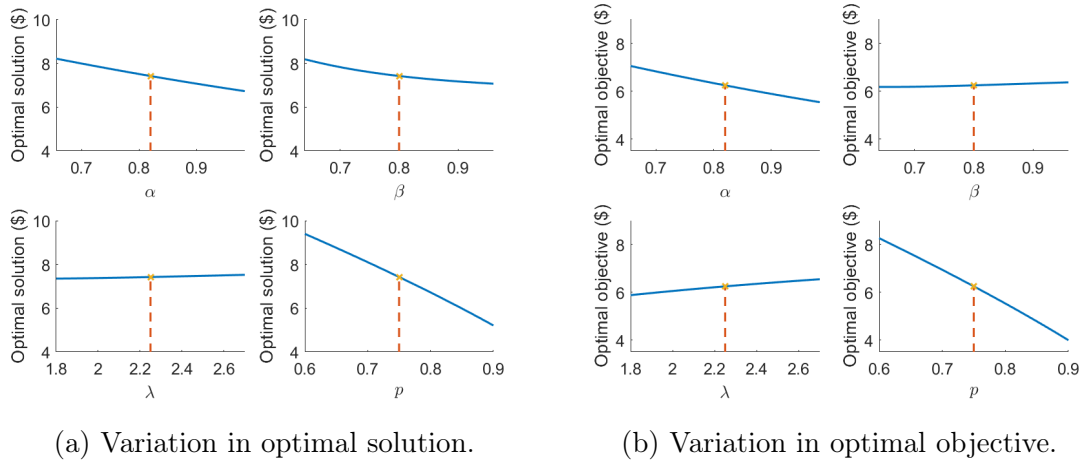 Optimal solution ($)
10
8
6
4
0.7 0.8 0.9
α
Optimal solution ($)
10
8
6
4
0.7 0.8 0.9
β
Optimal solution ($)
10
8
6
4
1.8 2 2.2 2.4 2.6
λ
Optimal solution ($)
10
8
6
4
0.6 0.7 0.8 0.9
p
(a) Variation in optimal solution.
Optimal objective ($)
8
6
4
0.7 0.8 0.9
α
Optimal objective ($)
8
6
4
0.7 0.8 0.9
β
Optimal objective ($)
8
6
4
1.8 2 2.2 2.4 2.6
λ
Optimal objective ($)
8
6
4
0.6 0.7 0.8 0.9
p
(b) Variation in optimal objective.